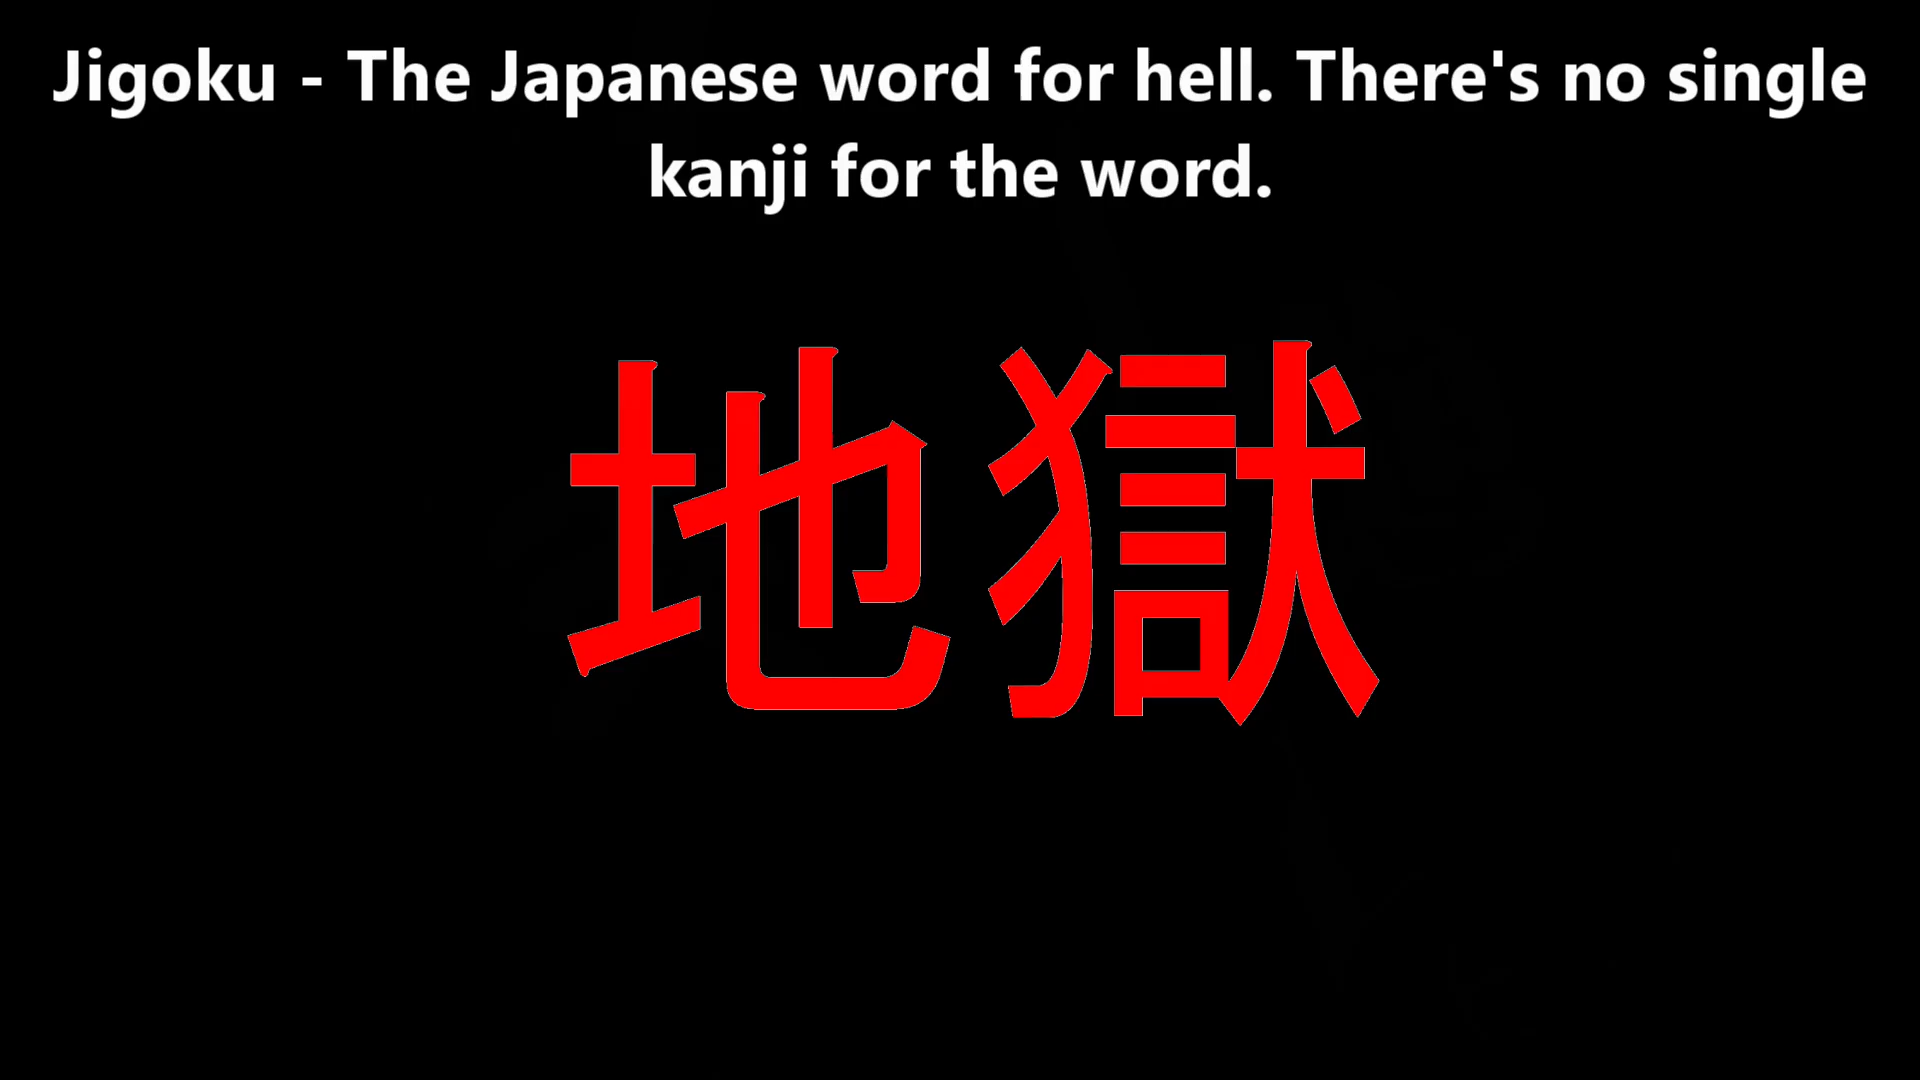 Jigoku - The Japanese word for hell. There's no single
kanji for the word.
地獄